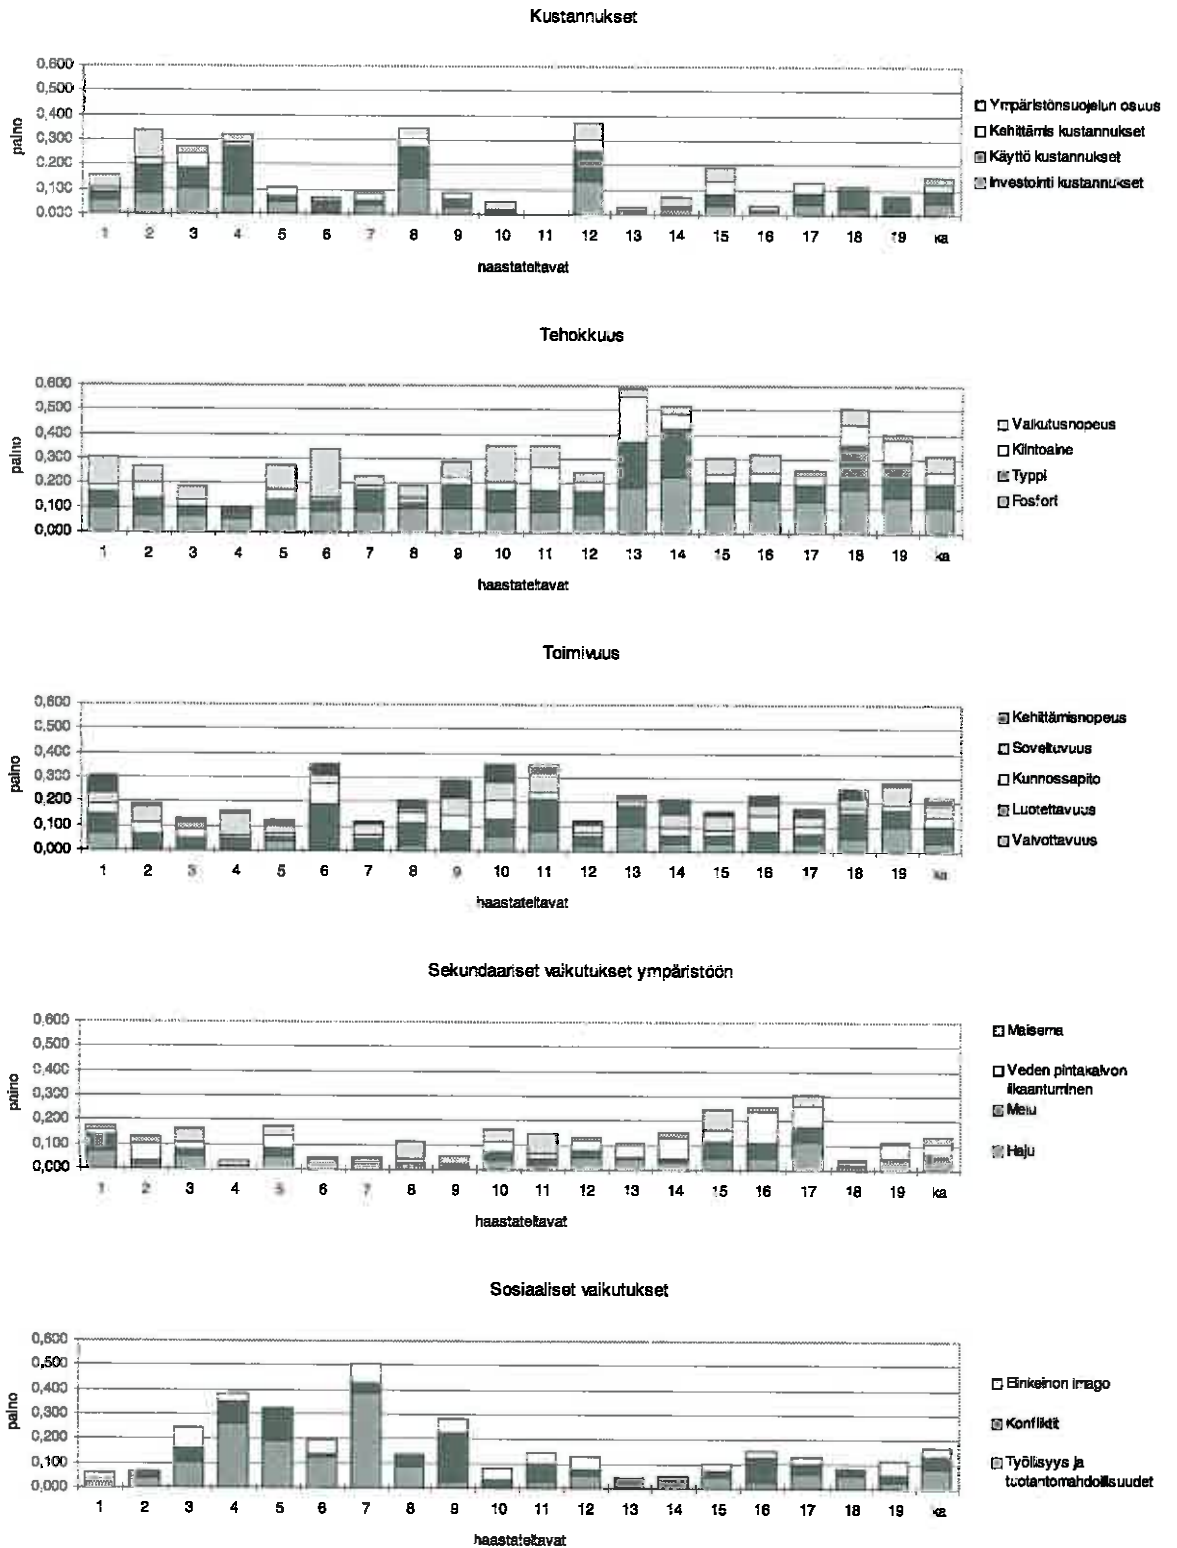 Kustannukset
0,600
0,500
0,400
0,300
0,200
0,100
0,000
paino
1 2 3 4 5 6 7 8 9 10 11 12 13 14 15 16 17 18 19 ka
haastateltavat
Ympäristönsuojelun osuus
Kehittämis kustannukset
Käyttö kustannukset
Investointi kustannukset
Tehokkuus
0,600
0,500
0,400
0,300
0,200
0,100
0,000
paino
1 2 3 4 5 6 7 8 9 10 11 12 13 14 15 16 17 18 19 ka
haastateltavat
Vaikutusnopeus
Kiintoaine
Typpi
Fosfori
Toimivuus
0,600
0,500
0,400
0,300
0,200
0,100
0,000
paino
1 2 3 4 5 6 7 8 9 10 11 12 13 14 15 16 17 18 19 ka
haastateltavat
Kehittämisnopeus
Soveltuvuus
Kunnossapito
Luotettavuus
Valvottavuus
Sekundaariset vaikutukset ympäristöön
0,600
0,500
0,400
0,300
0,200
0,100
0,000
paino
1 2 3 4 5 6 7 8 9 10 11 12 13 14 15 16 17 18 19 ka
haastateltavat
Maisema
Veden pintakalvon
likaantuminen
Melu
Haju
Sosiaaliset vaikutukset
0,600
0,500
0,400
0,300
0,200
0,100
0,000
paino
1 2 3 4 5 6 7 8 9 10 11 12 13 14 15 16 17 18 19 ka
haastateltavat
Elinkeinon imago
Konfliktit
Työllisyys ja
tuotantomahdollisuudet